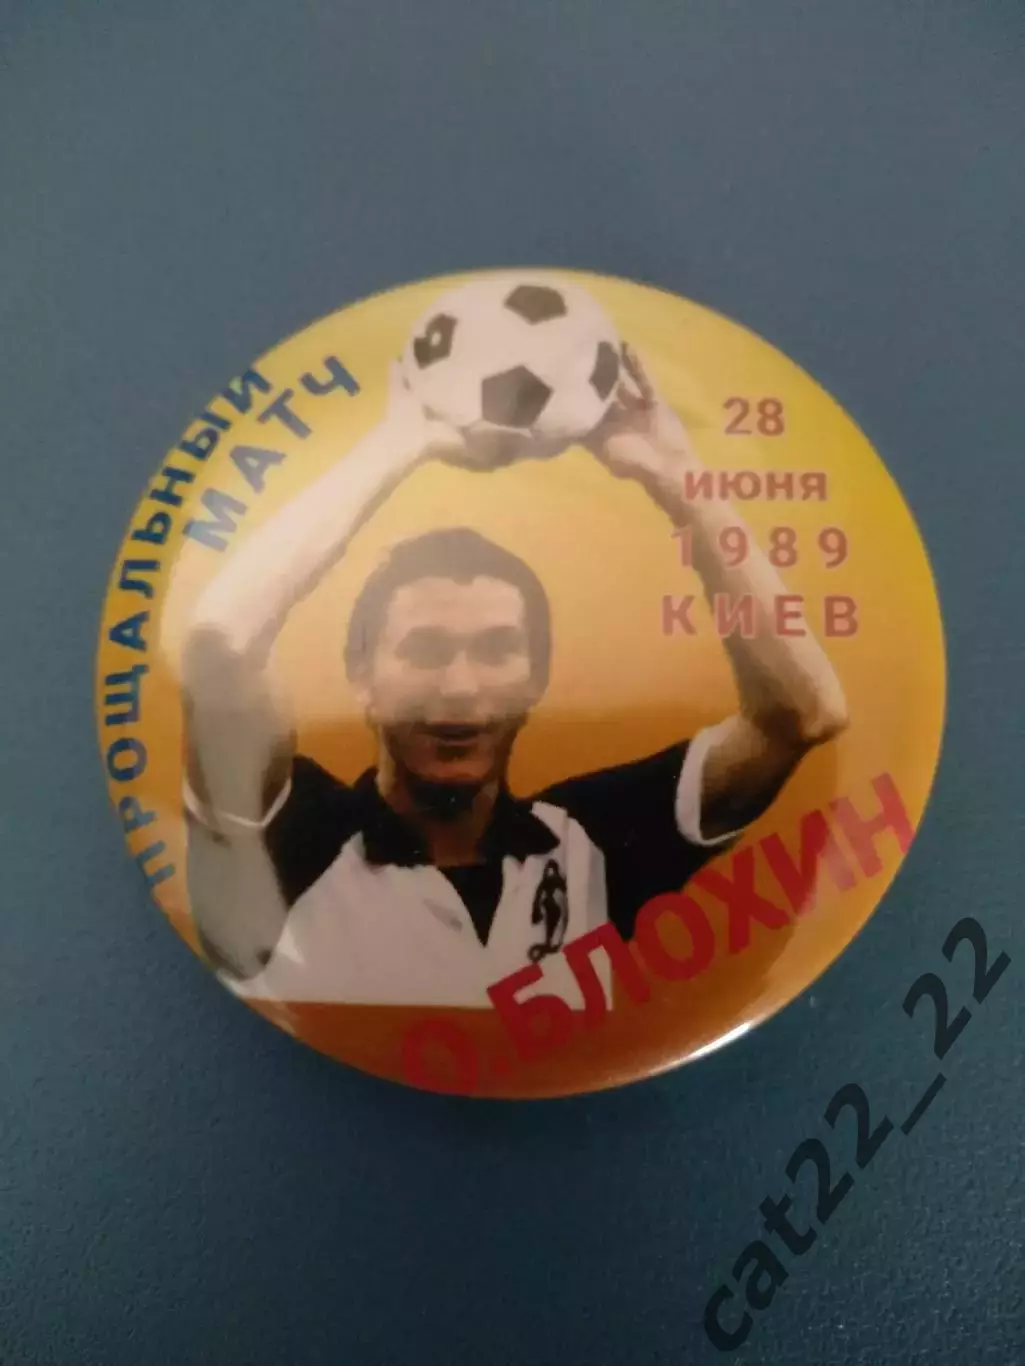 ПРОЩАЛЬНЫЙ
МАТЧ
28
ИЮНЯ
1989
КИЕВ
Д
О.БЛОХИН
cat22_22